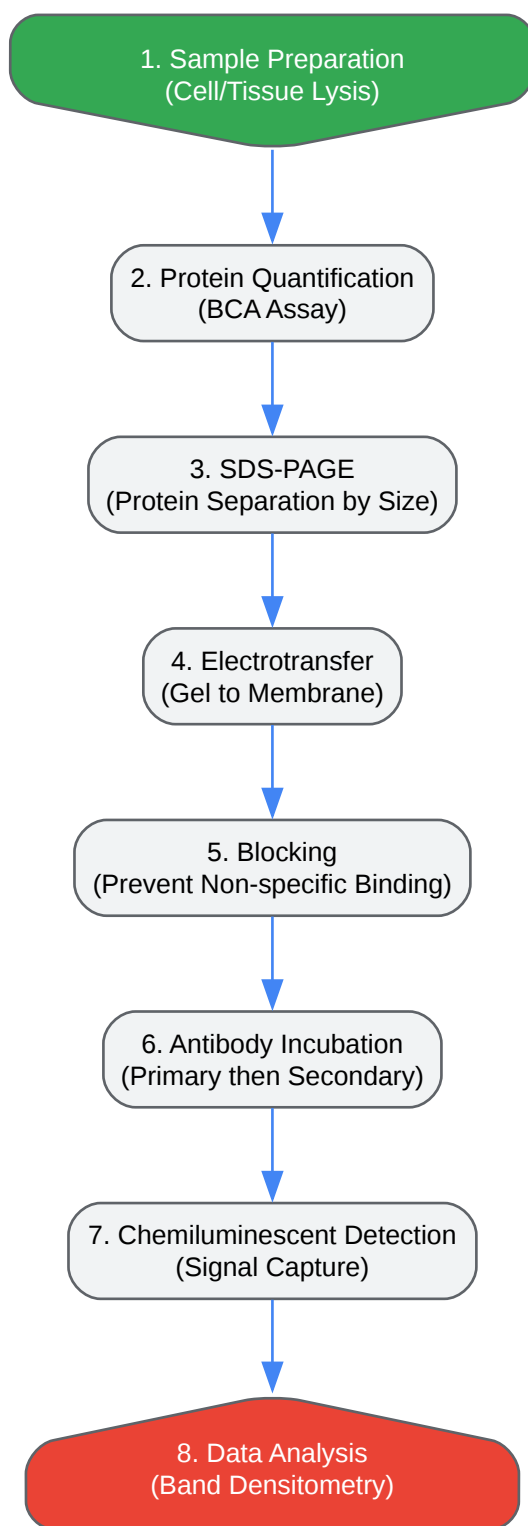 1. Sample Preparation
(Cell/Tissue Lysis)
2. Protein Quantification
(BCA Assay)
3. SDS-PAGE
(Protein Separation by Size)
4. Electrotransfer
(Gel to Membrane)
5. Blocking
(Prevent Non-specific Binding)
6. Antibody Incubation
(Primary then Secondary)
7. Chemiluminescent Detection
(Signal Capture)
8. Data Analysis
(Band Densitometry)